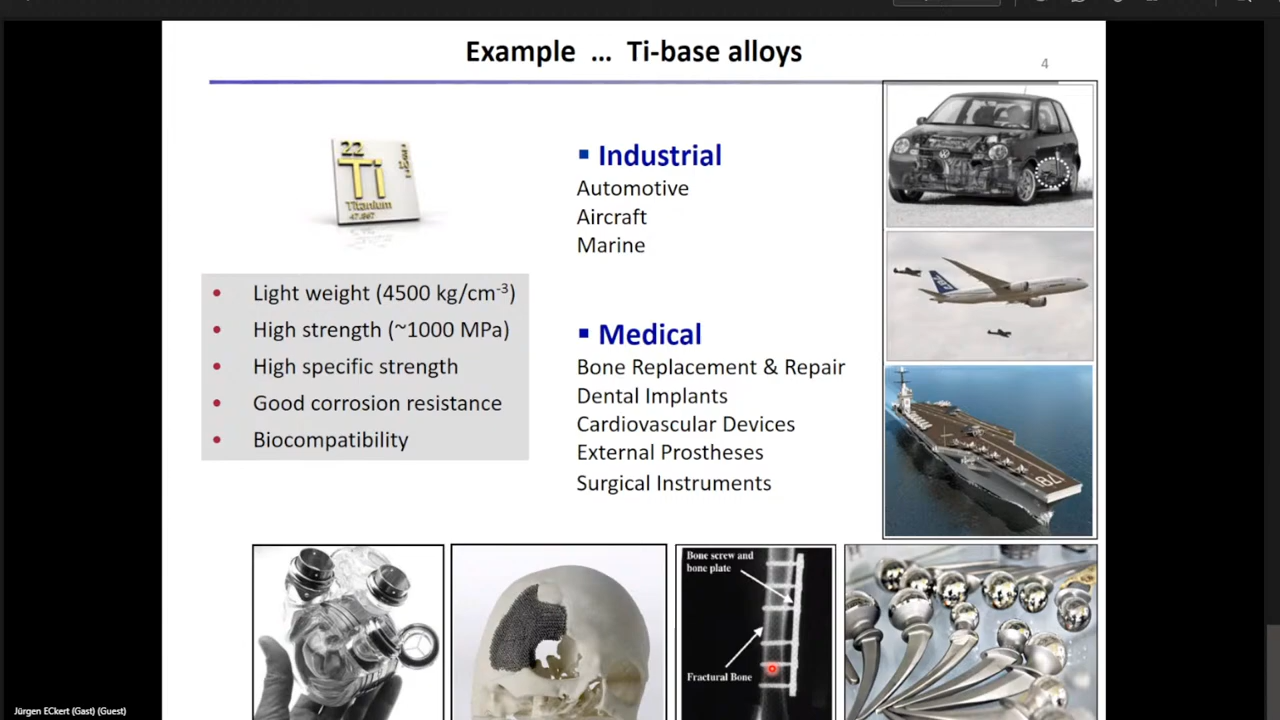 Example ... Ti-base alloys
4
22
Ti
Titanium
47.867
▪ Industrial
Automotive
Aircraft
Marine
• Light weight (4500 kg/cm⁻³)
• High strength (~1000 MPa)
• High specific strength
• Good corrosion resistance
• Biocompatibility
▪ Medical
Bone Replacement & Repair
Dental Implants
Cardiovascular Devices
External Prostheses
Surgical Instruments
Bone screw and
bone plate
Fractural Bone
78
Jürgen ECkert (Gast) (Guest)